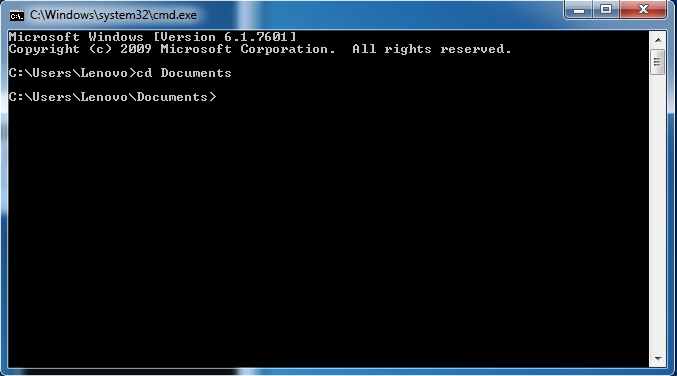 C:\Windows\system32\cmd.exe
Microsoft Windows [Version 6.1.7601]
Copyright (c) 2009 Microsoft Corporation.  All rights reserved.
C:\Users\Lenovo>cd Documents
C:\Users\Lenovo\Documents>